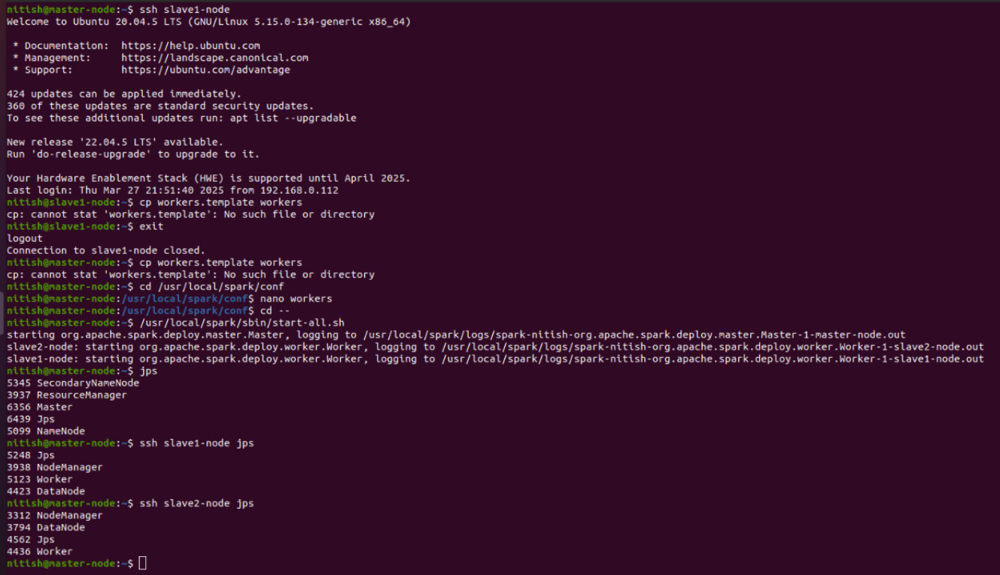 nitish@master-node:~$ ssh slave1-node
Welcome to Ubuntu 20.04.5 LTS (GNU/Linux 5.15.0-134-generic x86_64)
 * Documentation:  https://help.ubuntu.com
 * Management:     https://landscape.canonical.com
 * Support:        https://ubuntu.com/advantage
424 updates can be applied immediately.
360 of these updates are standard security updates.
To see these additional updates run: apt list --upgradable
New release '22.04.5 LTS' available.
Run 'do-release-upgrade' to upgrade to it.
Your Hardware Enablement Stack (HWE) is supported until April 2025.
Last login: Thu Mar 27 21:51:40 2025 from 192.168.0.112
nitish@slave1-node:~$ cp workers.template workers
cp: cannot stat 'workers.template': No such file or directory
nitish@slave1-node:~$ exit
logout
Connection to slave1-node closed.
nitish@master-node:~$ cp workers.template workers
cp: cannot stat 'workers.template': No such file or directory
nitish@master-node:~$ cd /usr/local/spark/conf
nitish@master-node:/usr/local/spark/conf$ nano workers
nitish@master-node:/usr/local/spark/conf$ cd --
nitish@master-node:~$ /usr/local/spark/sbin/start-all.sh
starting org.apache.spark.deploy.master.Master, logging to /usr/local/spark/logs/spark-nitish-org.apache.spark.deploy.master.Master-1-master-node.out
slave2-node: starting org.apache.spark.deploy.worker.Worker, logging to /usr/local/spark/logs/spark-nitish-org.apache.spark.deploy.worker.Worker-1-slave2-node.out
slave1-node: starting org.apache.spark.deploy.worker.Worker, logging to /usr/local/spark/logs/spark-nitish-org.apache.spark.deploy.worker.Worker-1-slave1-node.out
nitish@master-node:~$ jps
5345 SecondaryNameNode
3937 ResourceManager
6356 Master
6439 Jps
5099 NameNode
nitish@master-node:~$ ssh slave1-node jps
5248 Jps
3938 NodeManager
5123 Worker
4423 DataNode
nitish@master-node:~$ ssh slave2-node jps
3312 NodeManager
3794 DataNode
4562 Jps
4436 Worker
nitish@master-node:~$